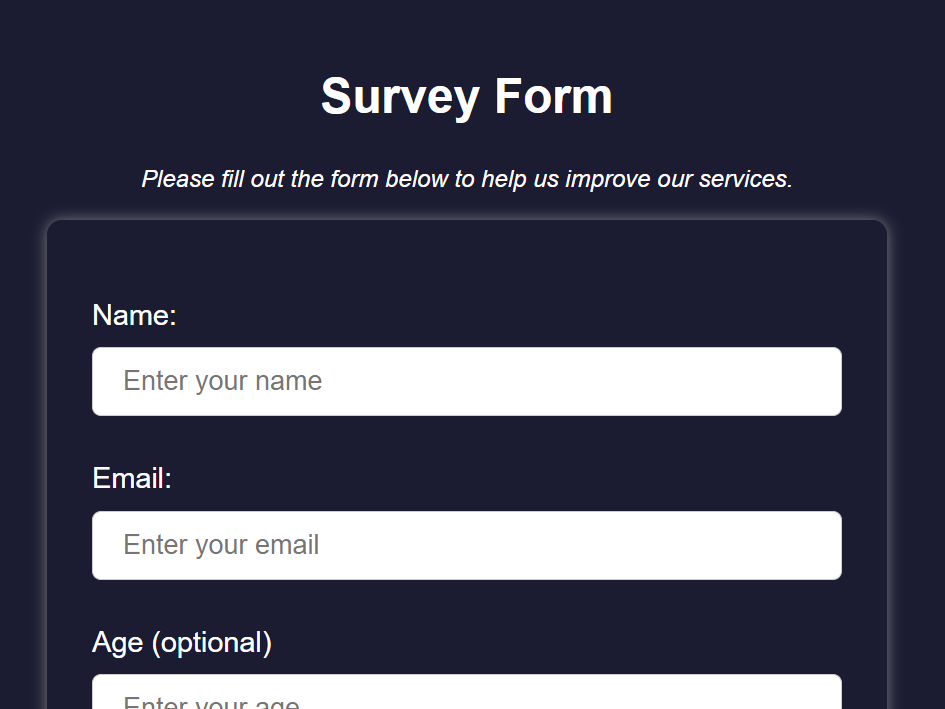 Survey Form
Please fill out the form below to help us improve our services.
Name:
Enter your name
Email:
Enter your email
Age (optional)
Enter your age